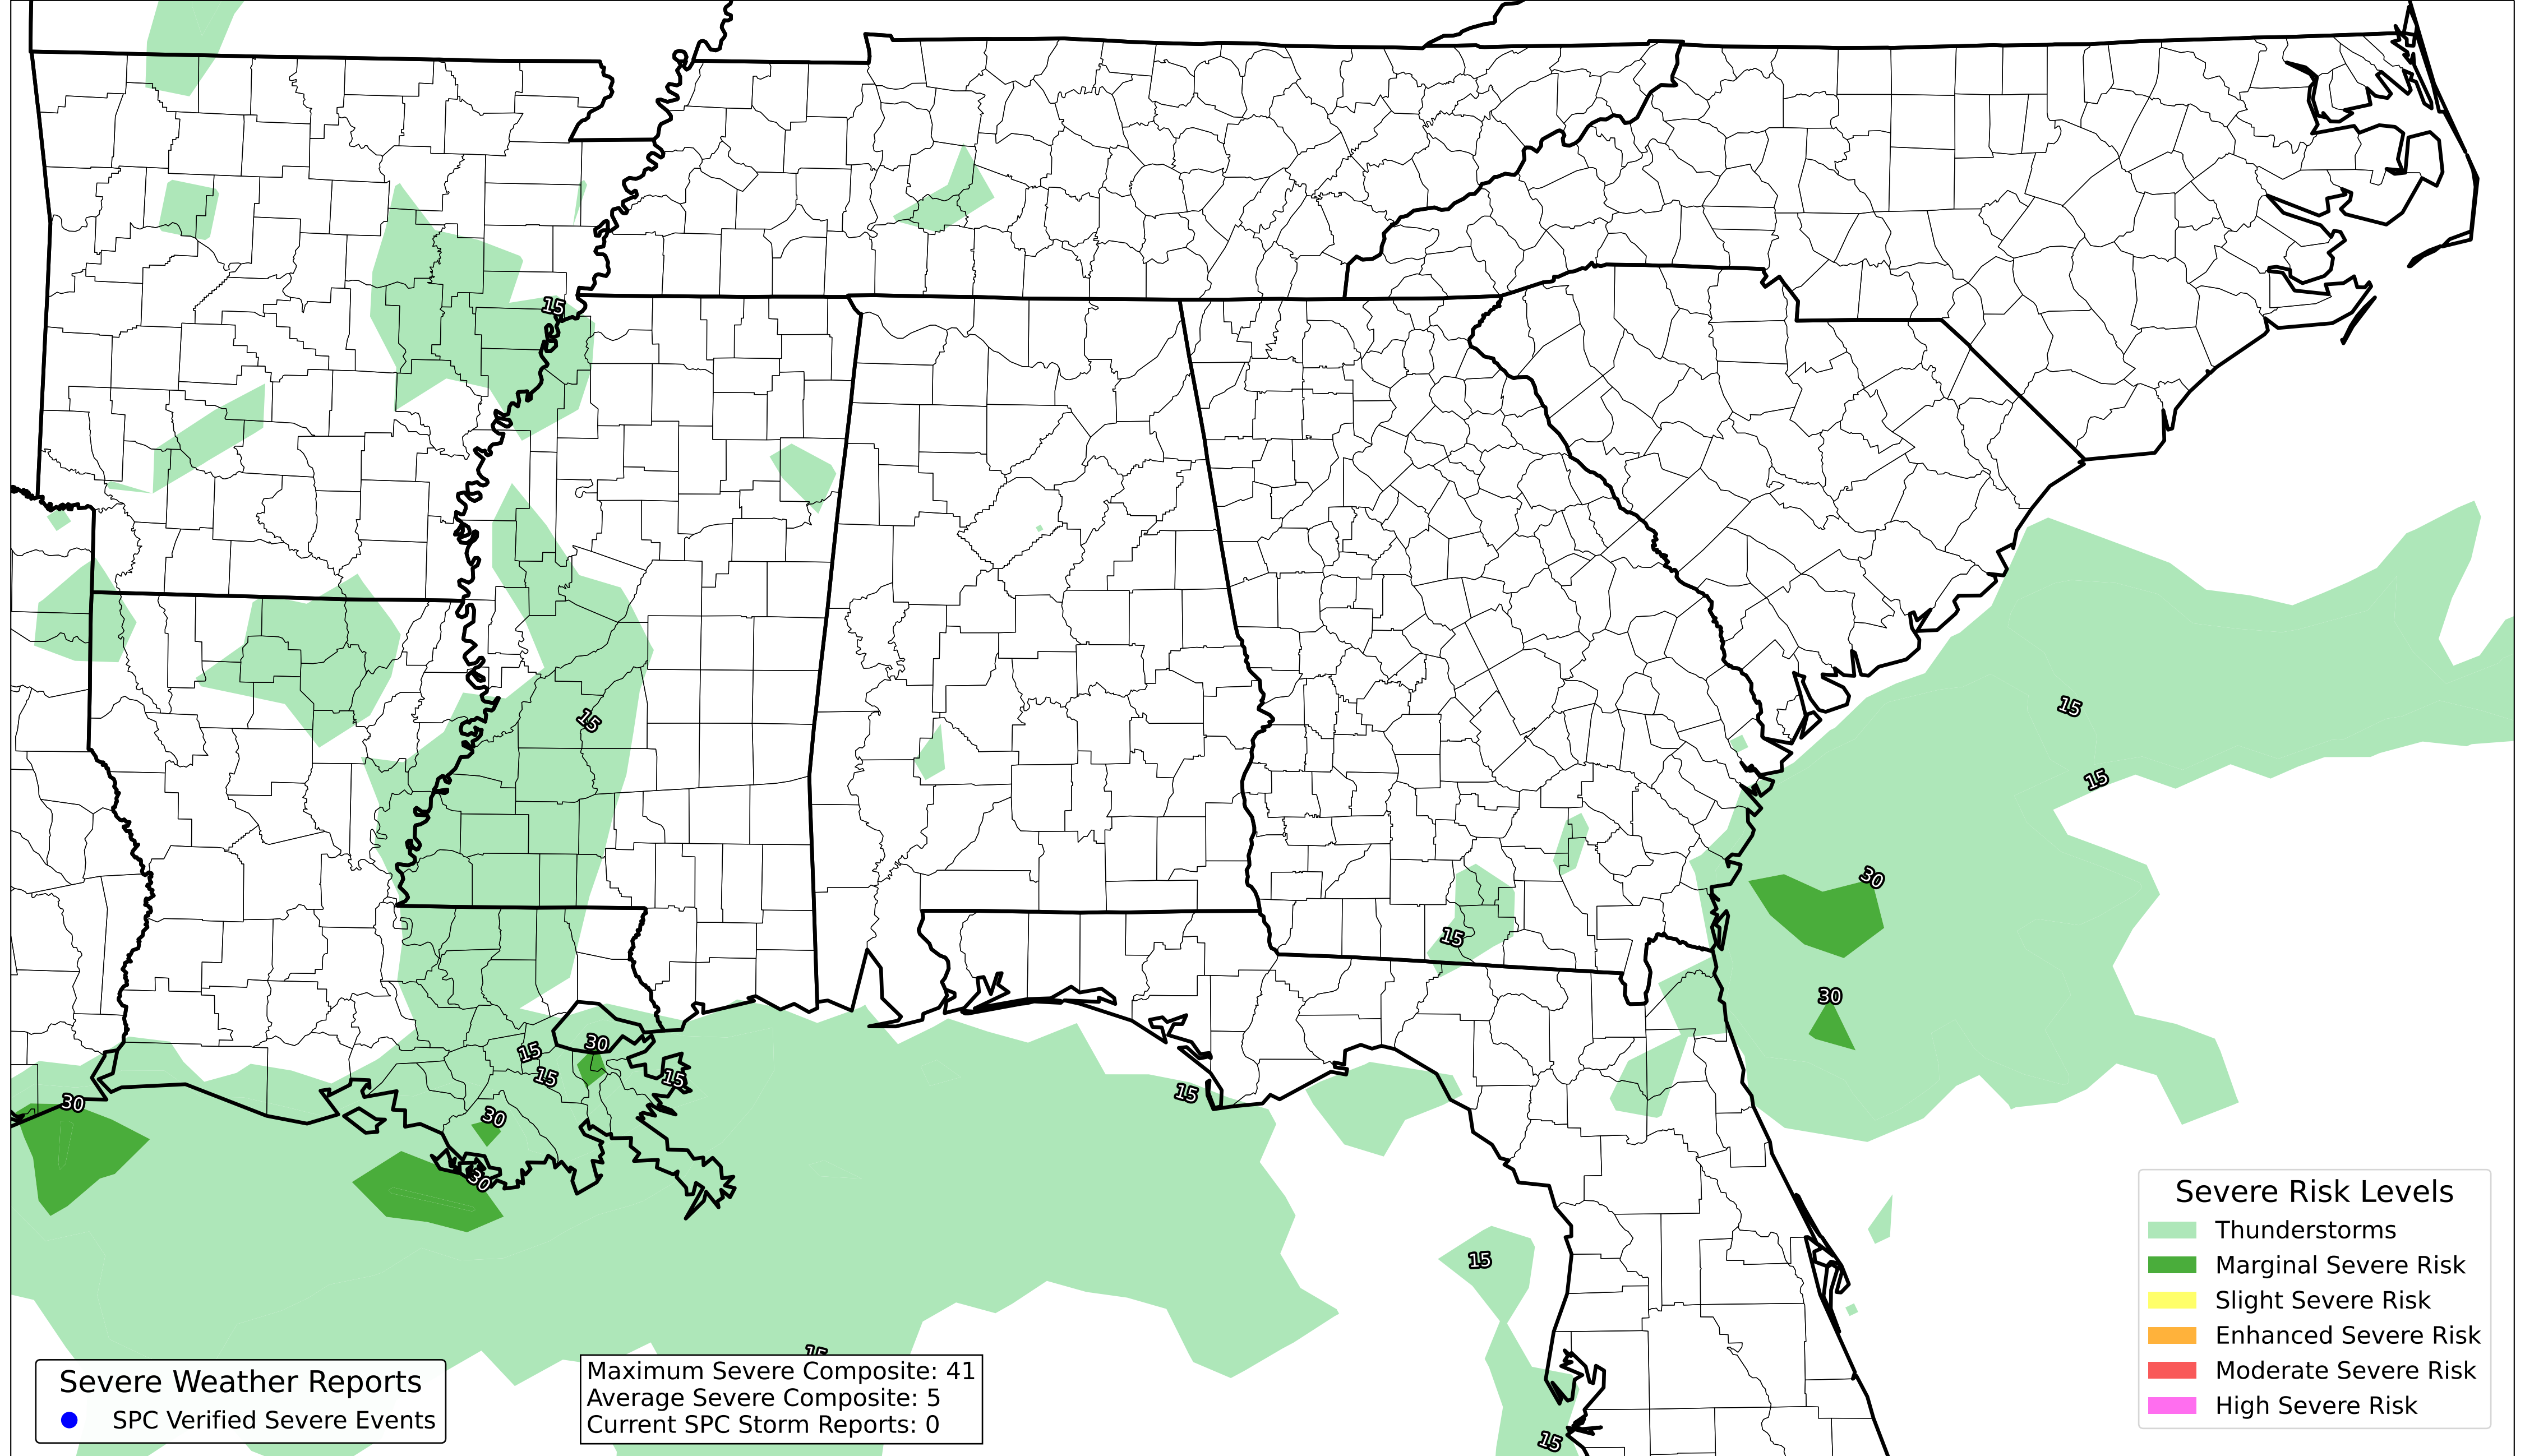 15
15
15
15
30
15
30
30
15
30
15
15
15
30
30
30
15
15
15
Severe Risk Levels
Thunderstorms
Marginal Severe Risk
Slight Severe Risk
Enhanced Severe Risk
Moderate Severe Risk
High Severe Risk
Severe Weather Reports
SPC Verified Severe Events
Maximum Severe Composite: 41
Average Severe Composite: 5
Current SPC Storm Reports: 0
15